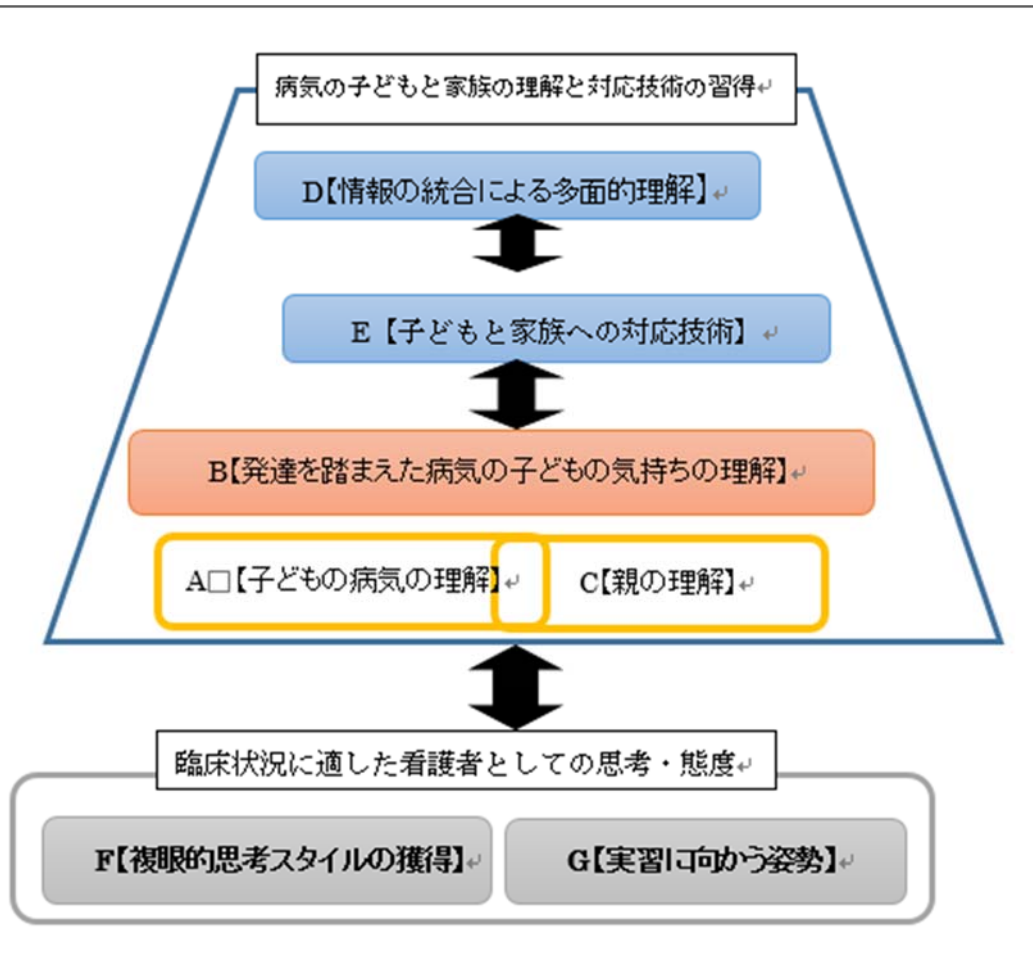 病気の子どもと家族の理解と対応技術の習得↵
D【情報の統合による多面的理解】↵
E【子どもと家族への対応技術】↵
B【発達を踏まえた病気の子どもの気持ちの理解】↵
A□【子どもの病気の理解】↵
C【親の理解】↵
臨床状況に適した看護者としての思考・態度↵
F【複眼的思考スタイルの獲得】↵
G【実習に向かう姿勢】↵